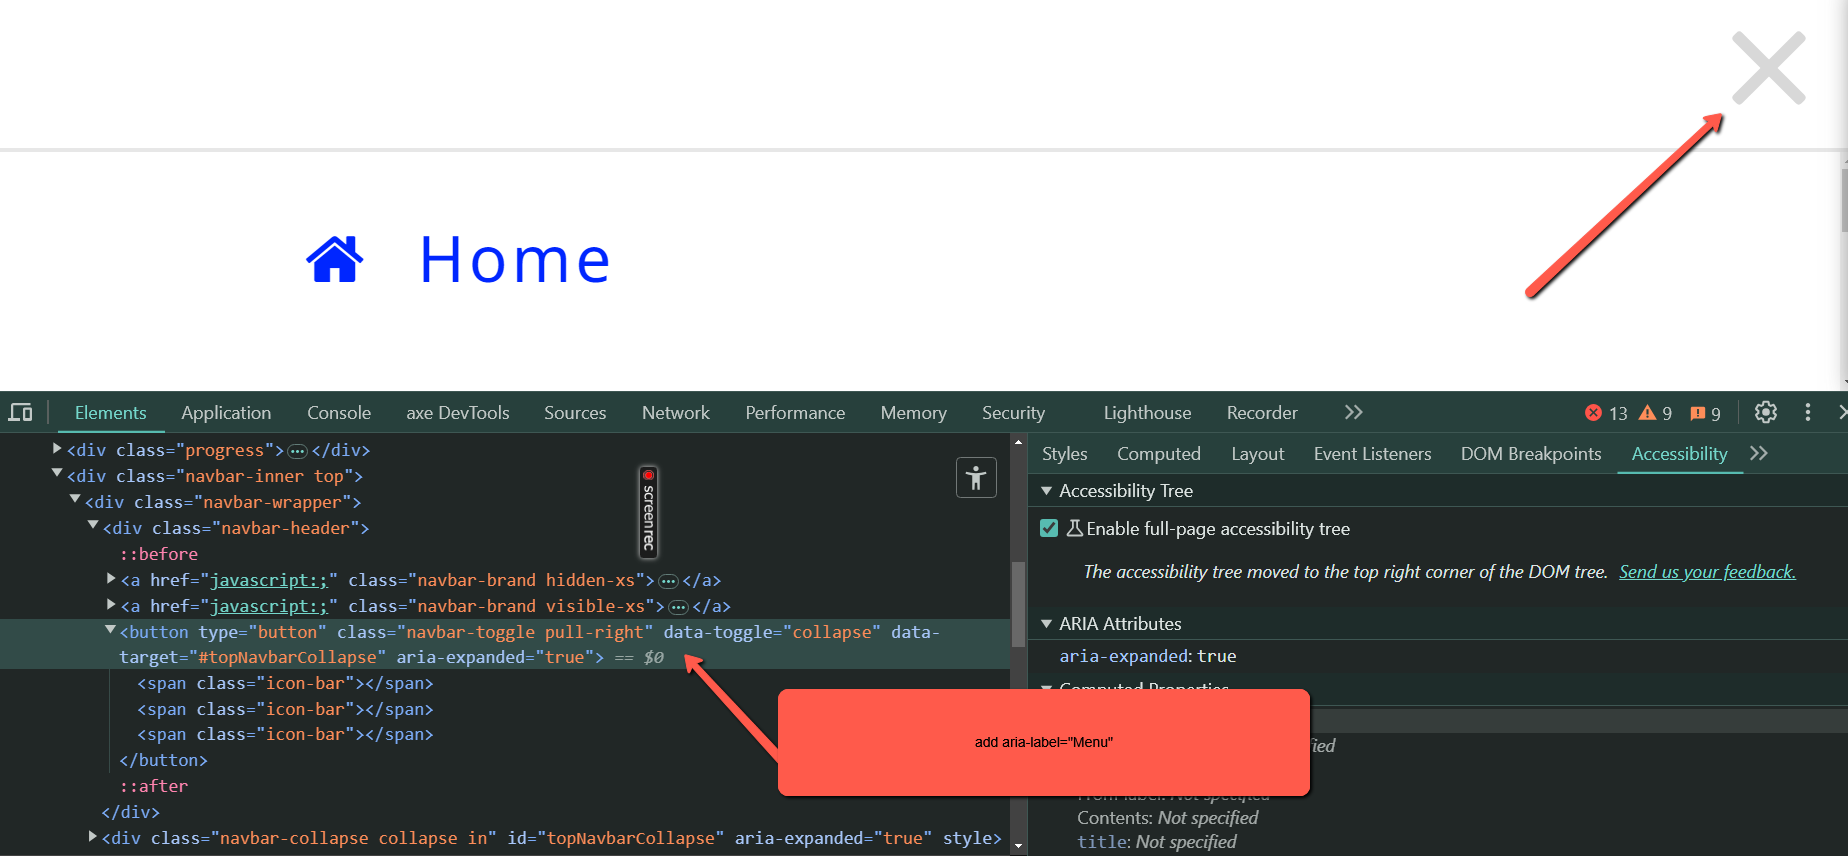 Home
Elements Application Console axe DevTools Sources Network Performance Memory Security Lighthouse Recorder 13 9 9
<div class="progress"> </div>
<div class="navbar-inner top">
<div class="navbar-wrapper">
<div class="navbar-header">
::before
<a href="javascript:;" class="navbar-brand hidden-xs"> </a>
<a href="javascript:;" class="navbar-brand visible-xs"> </a>
<button type="button" class="navbar-toggle pull-right" data-toggle="collapse" data-
target="#topNavbarCollapse" aria-expanded="true"> == $0
<span class="icon-bar"></span>
<span class="icon-bar"></span>
<span class="icon-bar"></span>
</button>
::after
</div>
<div class="navbar-collapse collapse in" id="topNavbarCollapse" aria-expanded="true" style>
screenrec
Styles Computed Layout Event Listeners DOM Breakpoints Accessibility
Accessibility Tree
Enable full-page accessibility tree
The accessibility tree moved to the top right corner of the DOM tree. Send us your feedback.
ARIA Attributes
aria-expanded: true
Computed Properties
add aria-label="Menu"
From label: Not specified
Contents: Not specified
title: Not specified